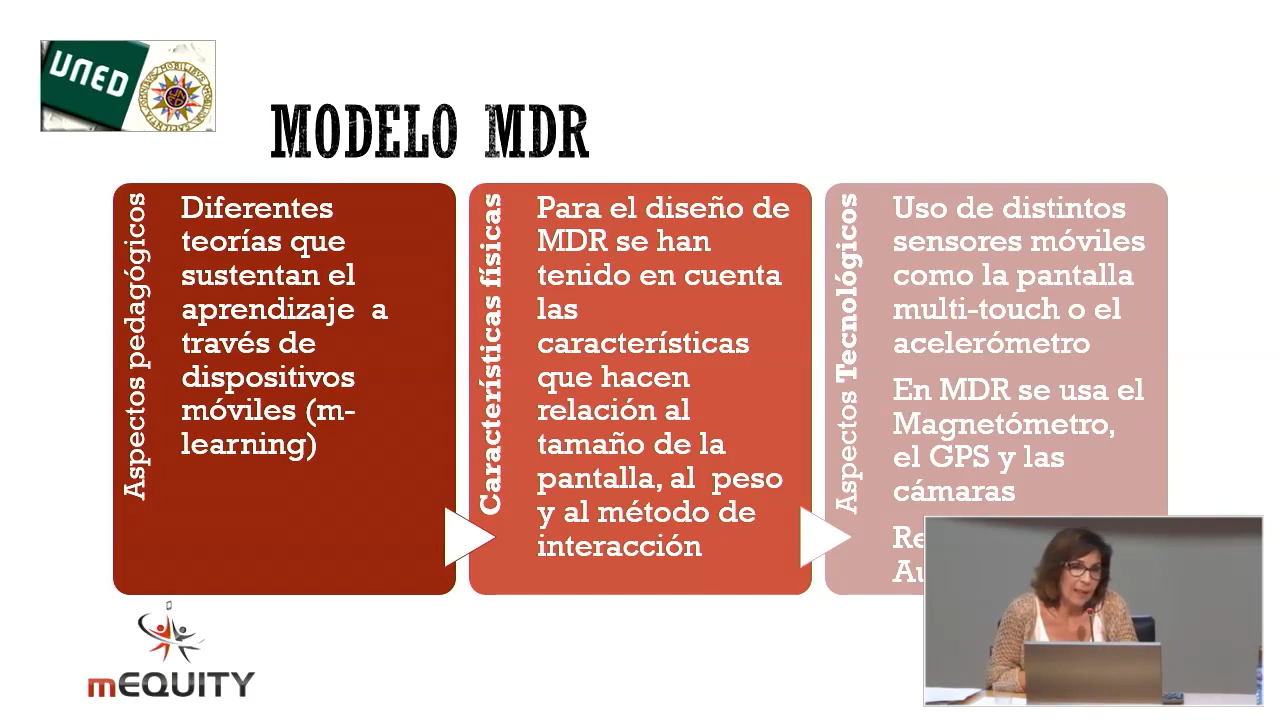 UNED
MODELO MDR
Aspectos pedagógicos
Diferentes
teorías que
sustentan el
aprendizaje a
través de
dispositivos
móviles (m-
learning)
Características físicas
Para el diseño de
MDR se han
tenido en cuenta
las
características
que hacen
relación al
tamaño de la
pantalla, al peso
y al método de
interacción
Aspectos Tecnológicos
Uso de distintos
sensores móviles
como la pantalla
multi-touch o el
acelerómetro
En MDR se usa el
Magnetómetro,
el GPS y las
cámaras
mEQUITY